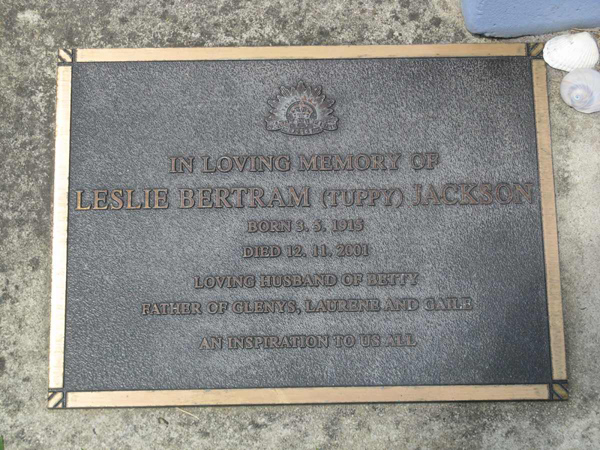 IN LOVING MEMORY OF
LESLIE BERTRAM (TUPPY) JACKSON
BORN 3. 5. 1915
DIED 12. 11. 2001
LOVING HUSBAND OF BETTY
FATHER OF GLENYS, LAURENE AND GAILE
AN INSPIRATION TO US ALL